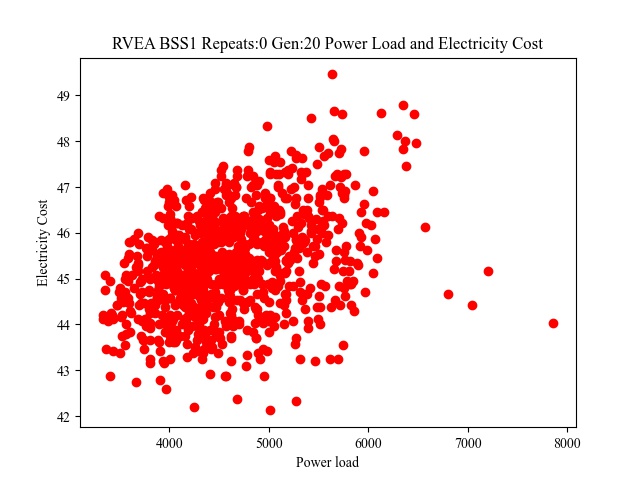 RVEA BSS1 Repeats:0 Gen:20 Power Load and Electricity Cost
49
48
47
46
45
44
43
42
Electricity Cost
4000 5000 6000 7000 8000
Power load